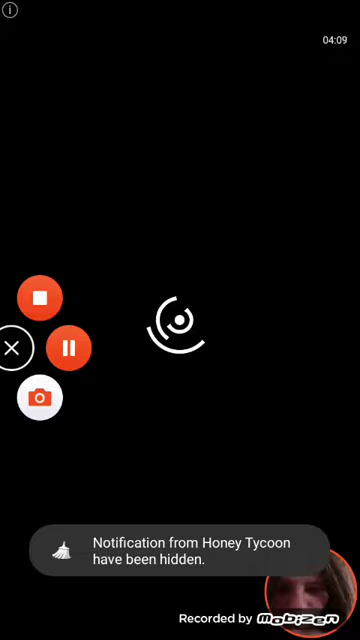 04:09
Notification from Honey Tycoon
have been hidden.
Recorded by mobizen